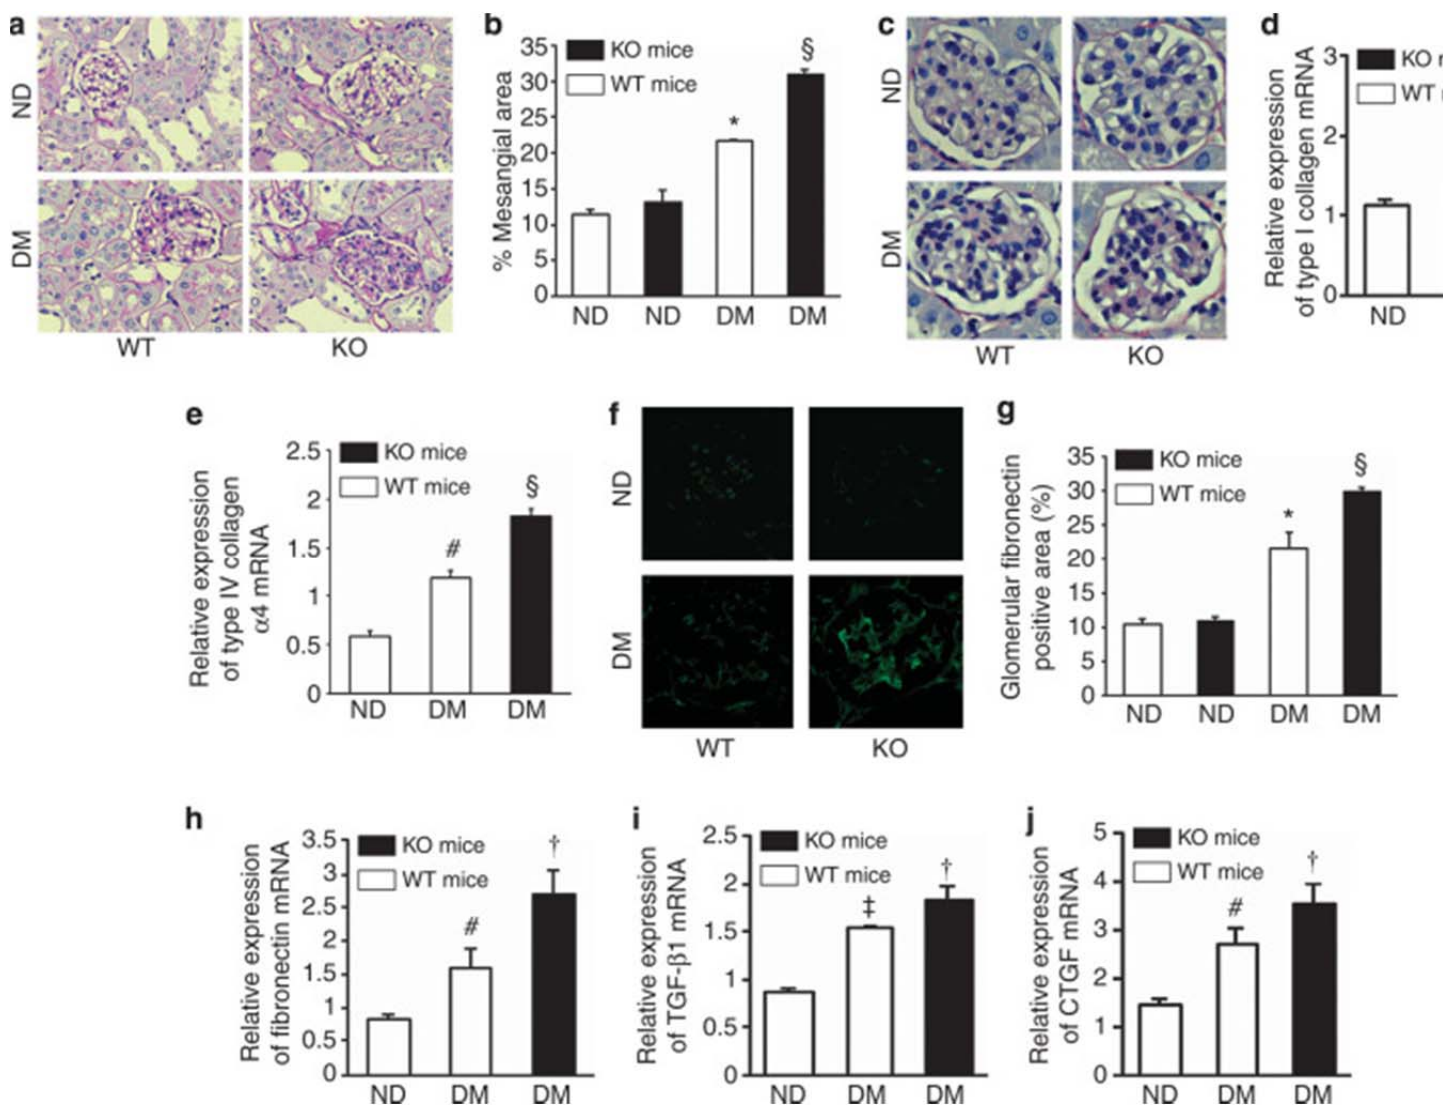 a
ND
DM
WT
KO
b
% Mesangial area
35
30
25
20
15
10
5
0
KO mice
WT mice
*
§
ND
ND
DM
DM
c
ND
DM
WT
KO
d
Relative expression
of type I collagen mRNA
3
2
1
0
KO
WT
ND
e
Relative expression
of type IV collagen
α4 mRNA
2.5
2
1.5
1
0.5
0
KO mice
WT mice
#
§
ND
DM
DM
f
ND
DM
WT
KO
g
Glomerular fibronectin
positive area (%)
35
30
25
20
15
10
5
0
KO mice
WT mice
*
§
ND
ND
DM
DM
h
Relative expression
of fibronectin mRNA
3.5
3
2.5
2
1.5
1
0.5
0
KO mice
WT mice
#
†
ND
DM
DM
i
Relative expression
of TGF-β1 mRNA
2.5
2
1.5
1
0.5
0
KO mice
WT mice
‡
†
ND
DM
DM
j
Relative expression
of CTGF mRNA
5
4
3
2
1
0
KO mice
WT mice
#
†
ND
DM
DM